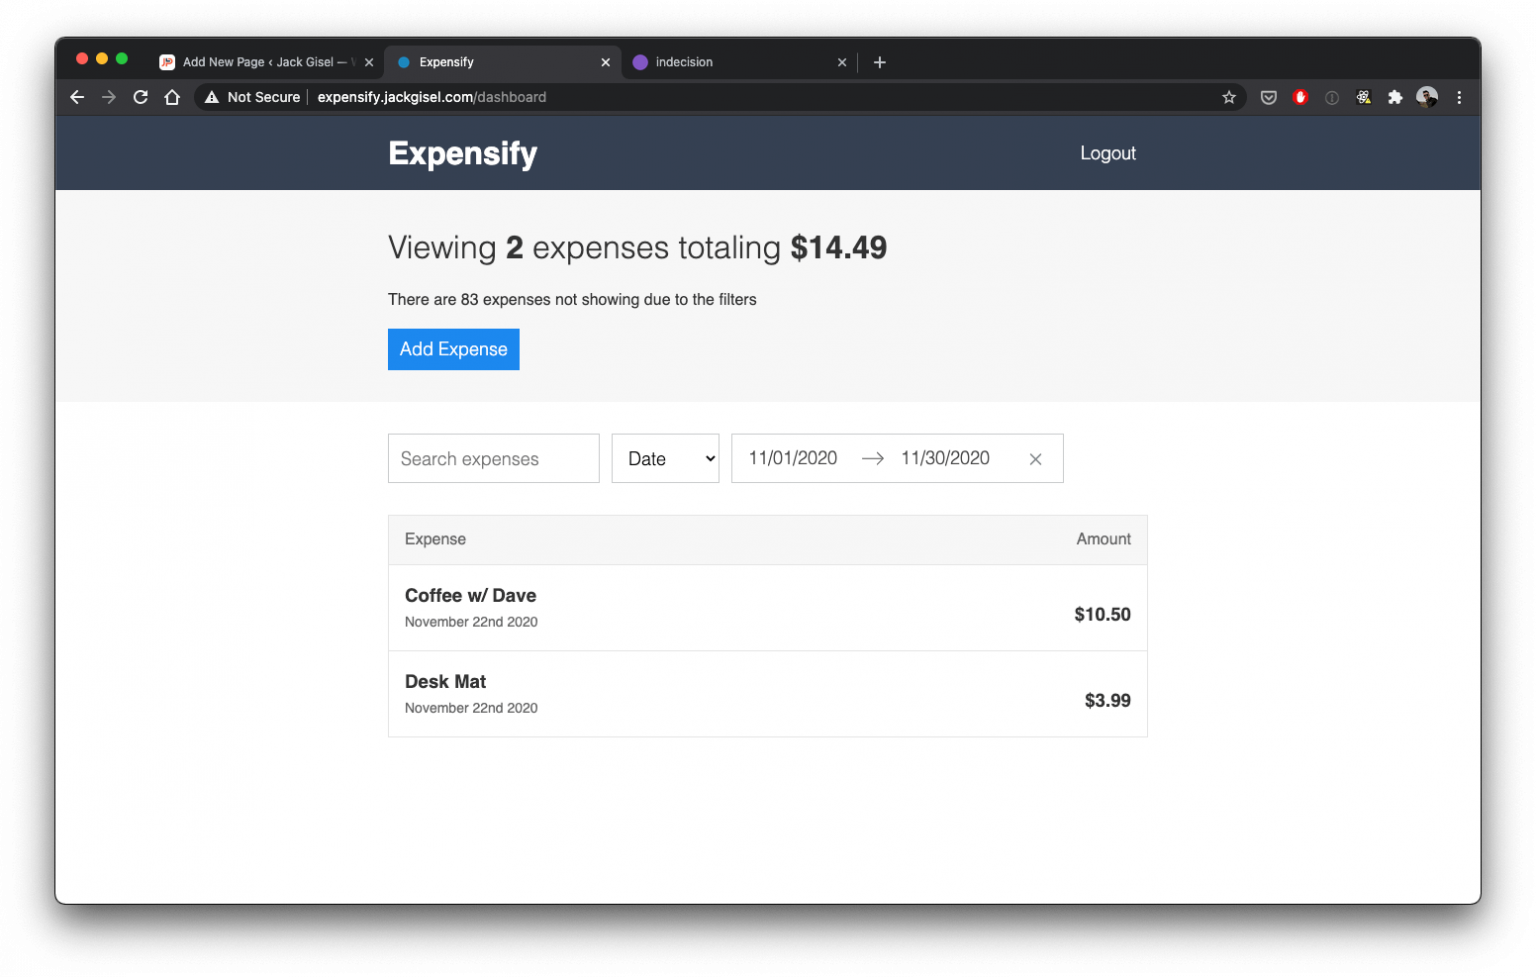 Add New Page ‹ Jack Gisel —
Expensify
indecision
Not Secure
expensify.jackgisel.com/dashboard
Expensify
Logout
Viewing 2 expenses totaling $14.49
There are 83 expenses not showing due to the filters
Add Expense
Search expenses
Date
11/01/2020 → 11/30/2020
Expense
Amount
Coffee w/ Dave
November 22nd 2020
$10.50
Desk Mat
November 22nd 2020
$3.99